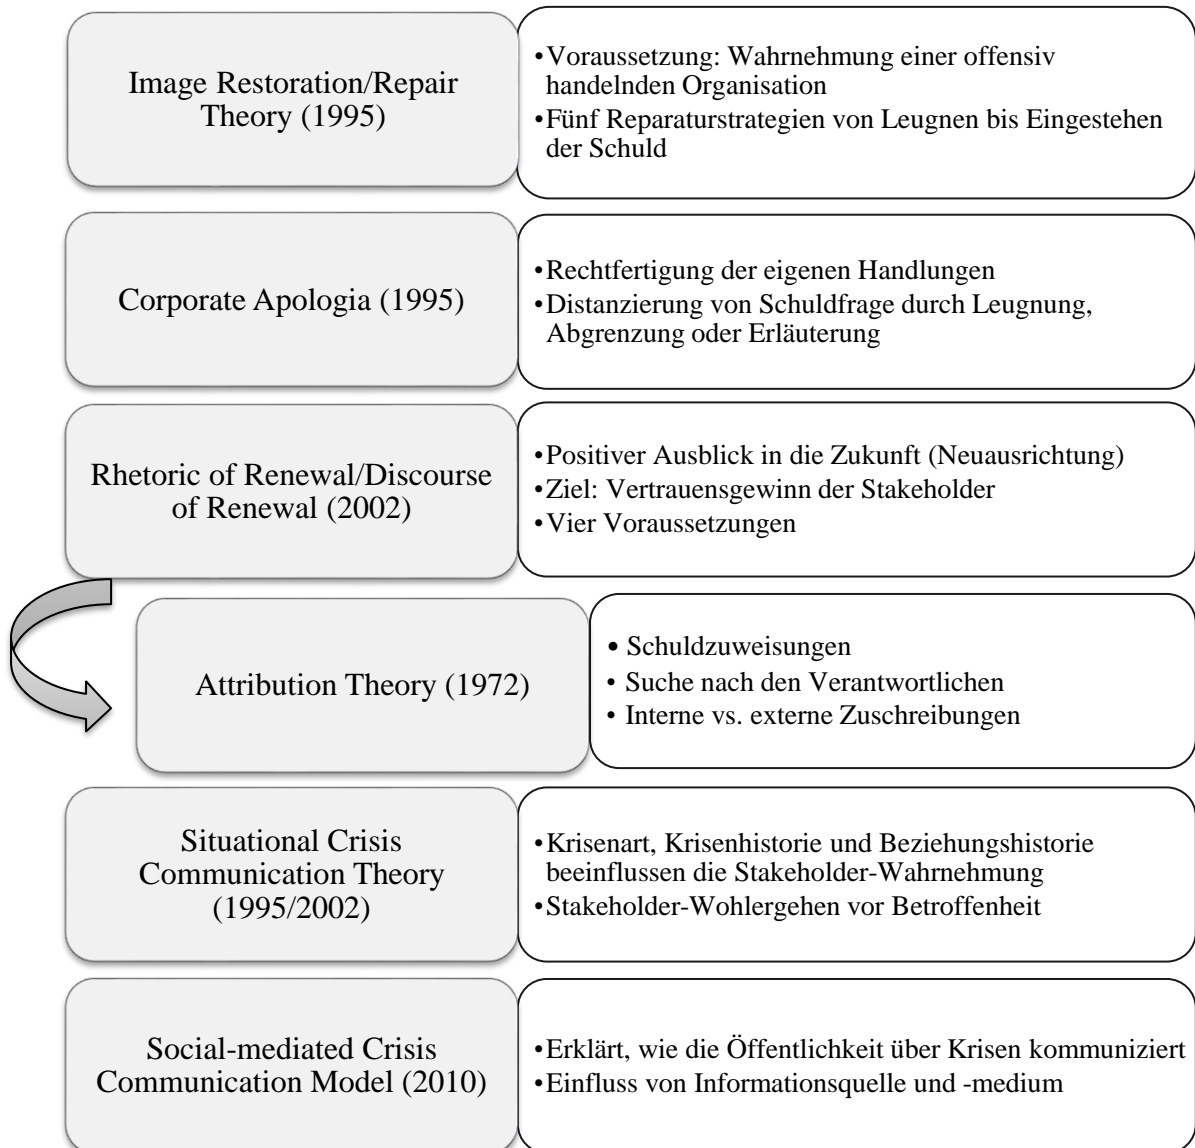 Image Restoration/Repair
Theory (1995)
•Voraussetzung: Wahrnehmung einer offensiv
handelnden Organisation
•Fünf Reparaturstrategien von Leugnen bis Eingestehen
der Schuld
Corporate Apologia (1995)
•Rechtfertigung der eigenen Handlungen
•Distanzierung von Schuldfrage durch Leugnung,
Abgrenzung oder Erläuterung
Rhetoric of Renewal/Discourse
of Renewal (2002)
•Positiver Ausblick in die Zukunft (Neuausrichtung)
•Ziel: Vertrauensgewinn der Stakeholder
•Vier Voraussetzungen
Attribution Theory (1972)
• Schuldzuweisungen
• Suche nach den Verantwortlichen
• Interne vs. externe Zuschreibungen
Situational Crisis
Communication Theory
(1995/2002)
•Krisenart, Krisenhistorie und Beziehungshistorie
beeinflussen die Stakeholder-Wahrnehmung
•Stakeholder-Wohlergehen vor Betroffenheit
Social-mediated Crisis
Communication Model (2010)
•Erklärt, wie die Öffentlichkeit über Krisen kommuniziert
•Einfluss von Informationsquelle und -medium